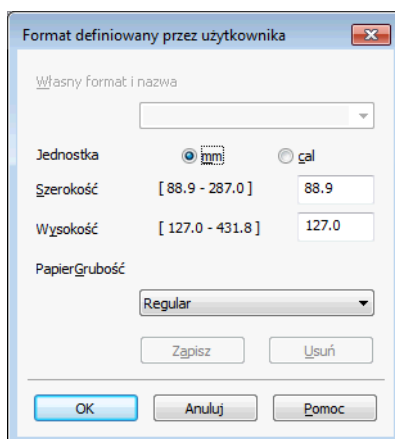 Format definiowany przez użytkownika
Własny format i nazwa
Jednostka mm cal
Szerokość [ 88.9 - 287.0 ] 88.9
Wysokość [ 127.0 - 431.8 ] 127.0
PapierGrubość
Regular
Zapisz Usuń
OK Anuluj Pomoc